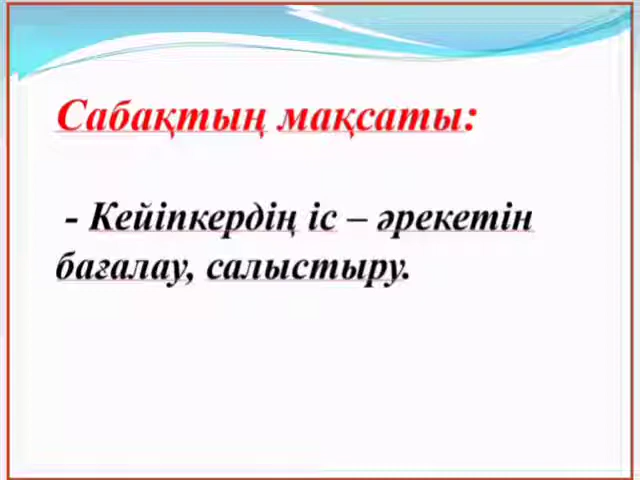 Сабақтың мақсаты:
- Кейіпкердің іс – әрекетін
бағалау, салыстыру.